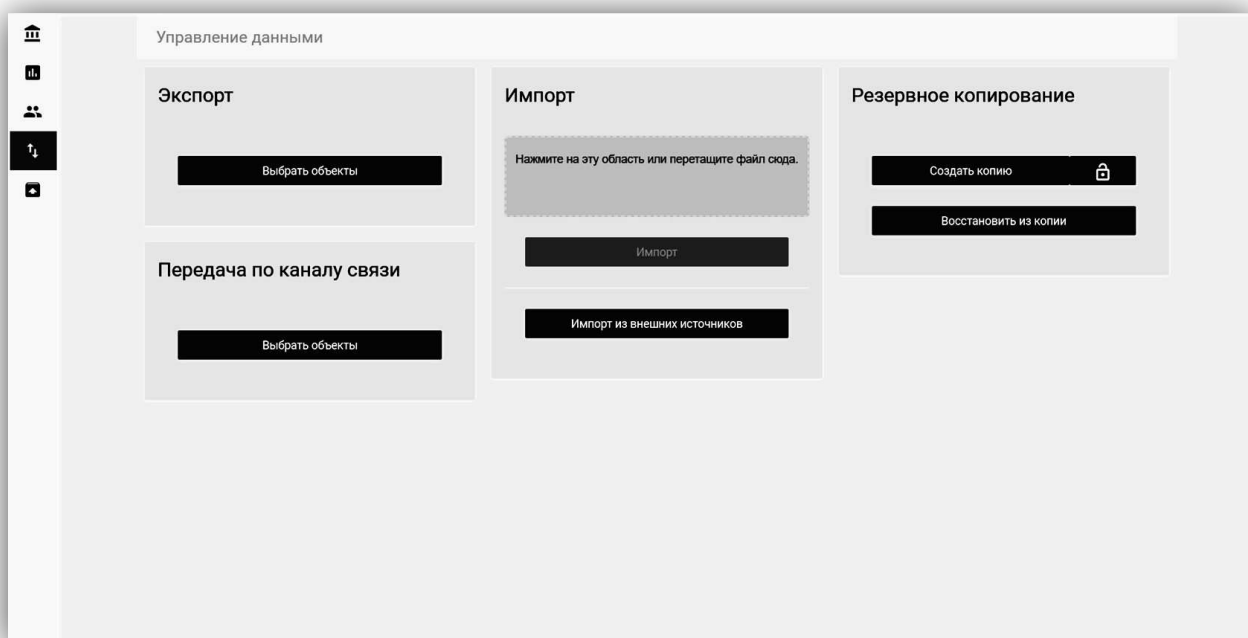 Управление данными
Экспорт
Выбрать объекты
Передача по каналу связи
Выбрать объекты
Импорт
Нажмите на эту область или перетащите файл сюда.
Импорт
Импорт из внешних источников
Резервное копирование
Создать копию
Восстановить из копии